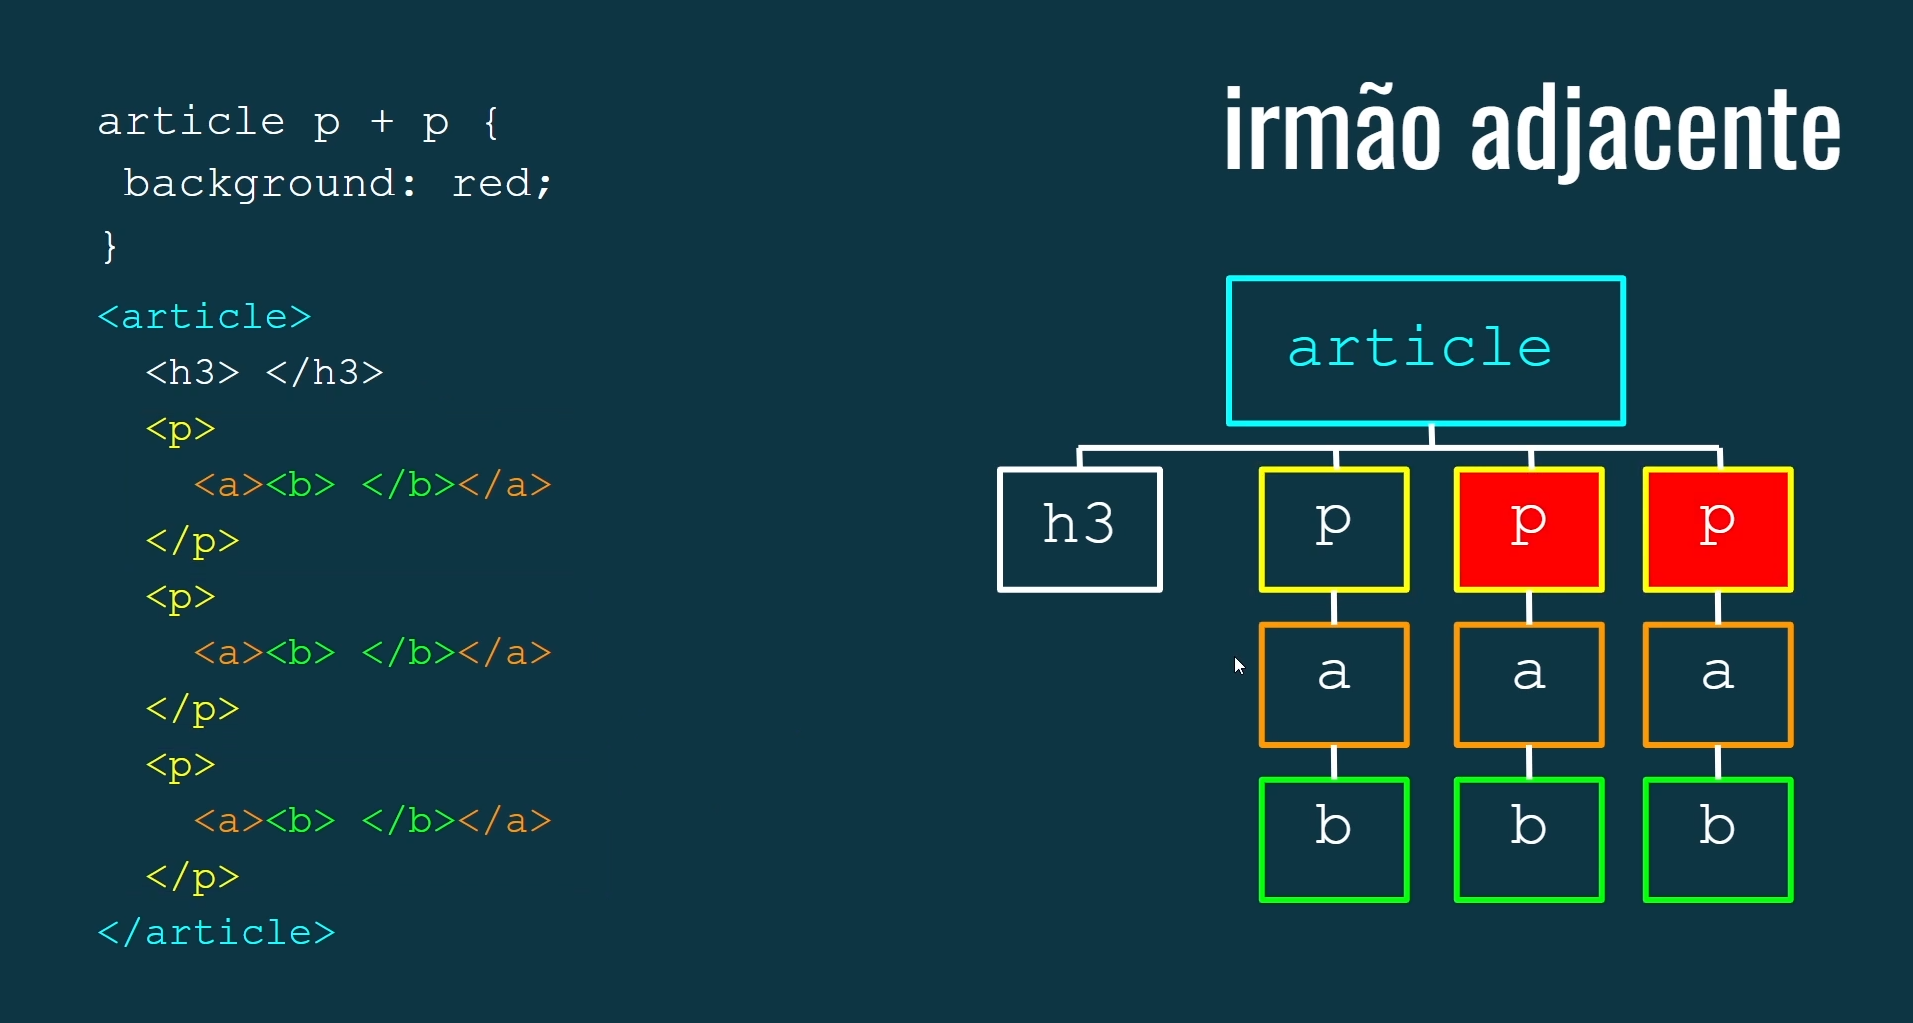 article p + p {
background: red;
}
<article>
<h3> </h3>
<p>
<a><b> </b></a>
</p>
<p>
<a><b> </b></a>
</p>
<p>
<a><b> </b></a>
</p>
</article>
irmão adjacente
article
h3 p p p
a a a
b b b